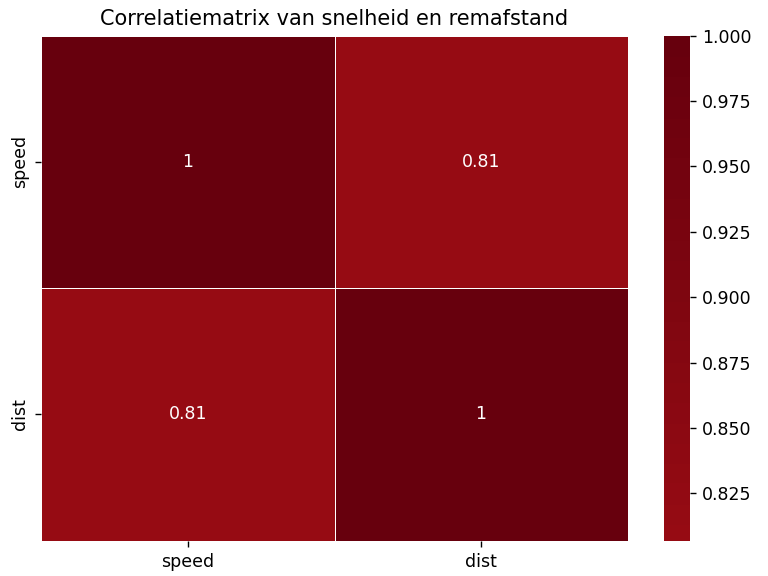 Correlatiematrix van snelheid en remafstand
speed
1
0.81
dist
0.81
1
speed
dist
1.000
0.975
0.950
0.925
0.900
0.875
0.850
0.825